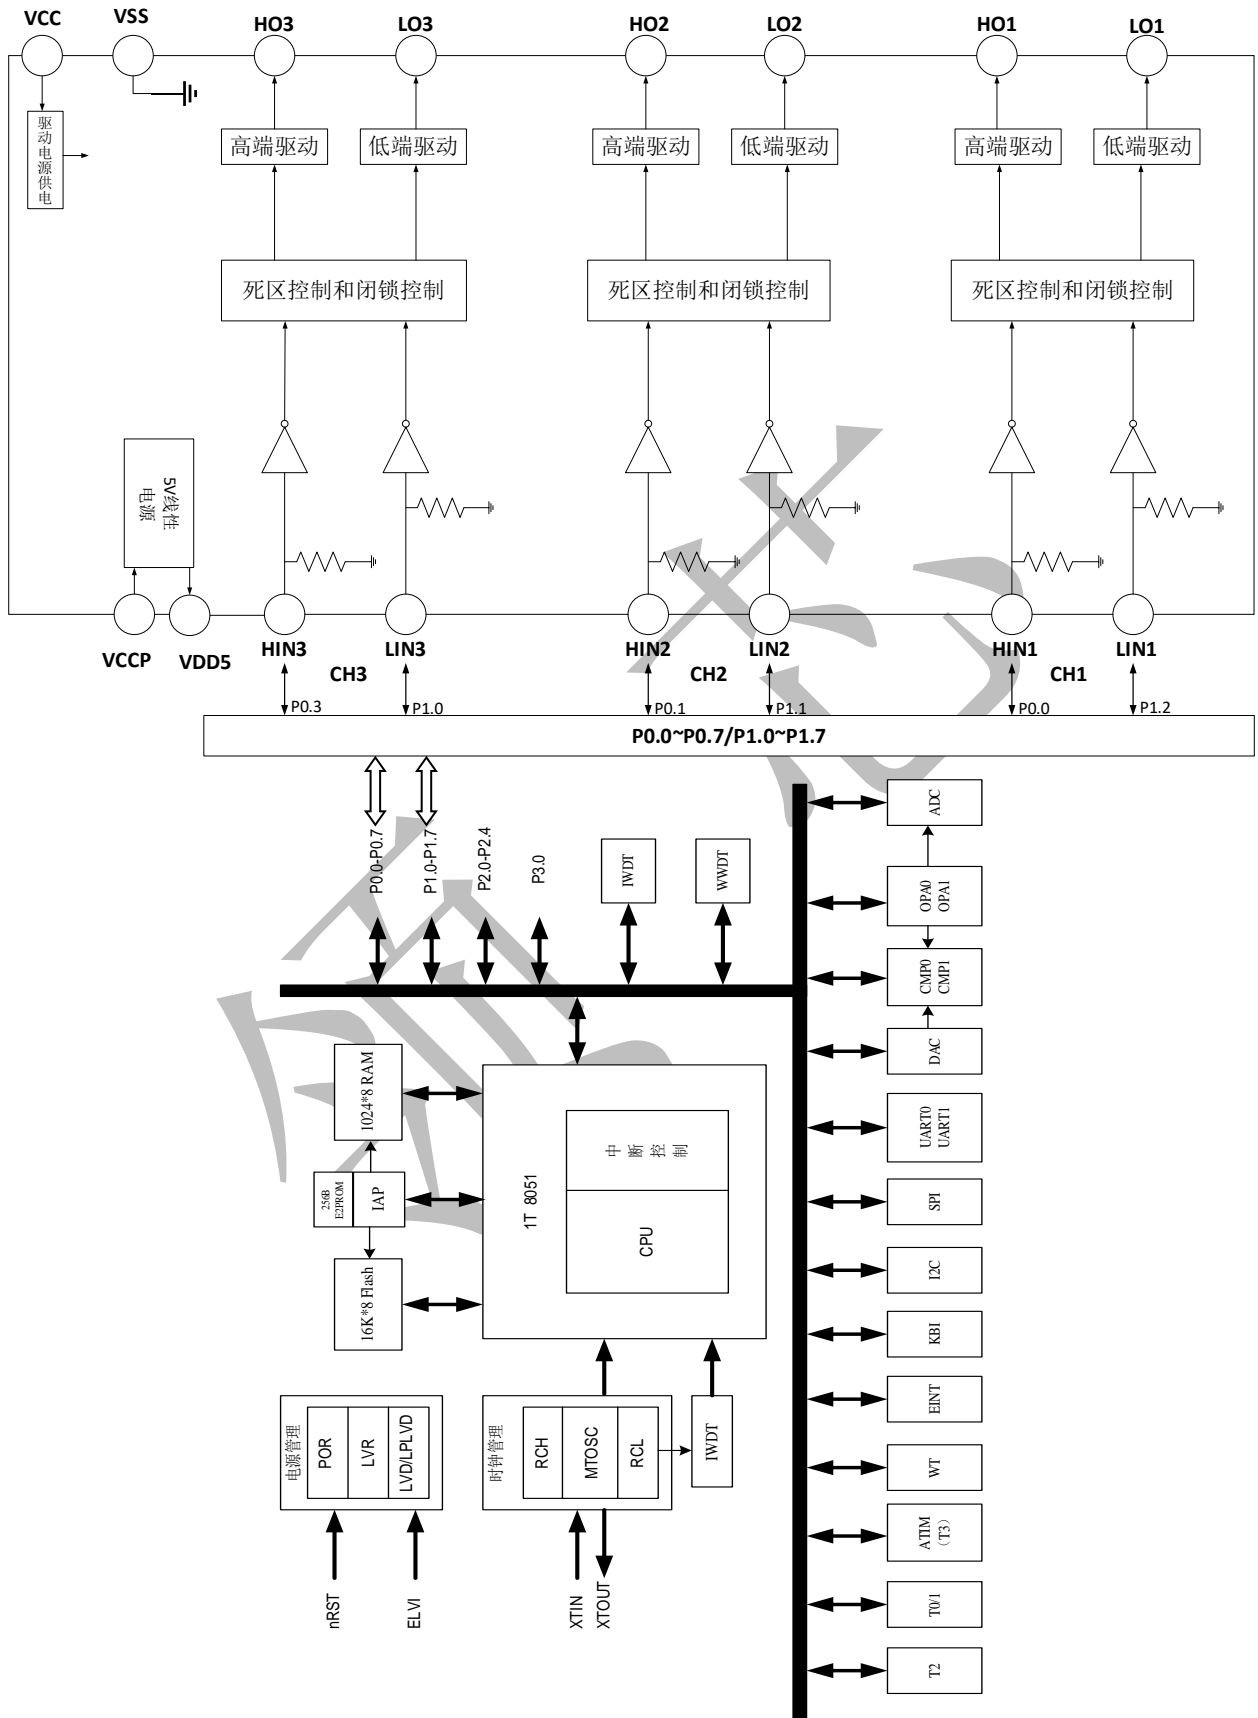 VCC
VSS
HO3
LO3
HO2
LO2
HO1
LO1
驱动电源供电
高端驱动
低端驱动
高端驱动
低端驱动
高端驱动
低端驱动
死区控制和闭锁控制
死区控制和闭锁控制
死区控制和闭锁控制
5V线性
电源
VCCP
VDD5
HIN3
LIN3
HIN2
LIN2
HIN1
LIN1
CH3
CH2
CH1
P0.3
P1.0
P0.1
P1.1
P0.0
P1.2
P0.0~P0.7/P1.0~P1.7
P0.0-P0.7
P1.0-P1.7
P2.0-P2.4
P3.0
IWDT
WWDT
ADC
OPA0
OPA1
CMP0
CMP1
DAC
UART0
UART1
SPI
I2C
KBI
EINT
WT
ATIM
（T3）
T0/1
T2
1024*8 RAM
256B
E2PROM
IAP
16K*8 Flash
1T 8051
中断控制
CPU
电源管理
POR
LVR
LVD/LPLVD
nRST
ELVI
时钟管理
RCH
MTOSC
RCL
IWDT
XTIN
XTOUT